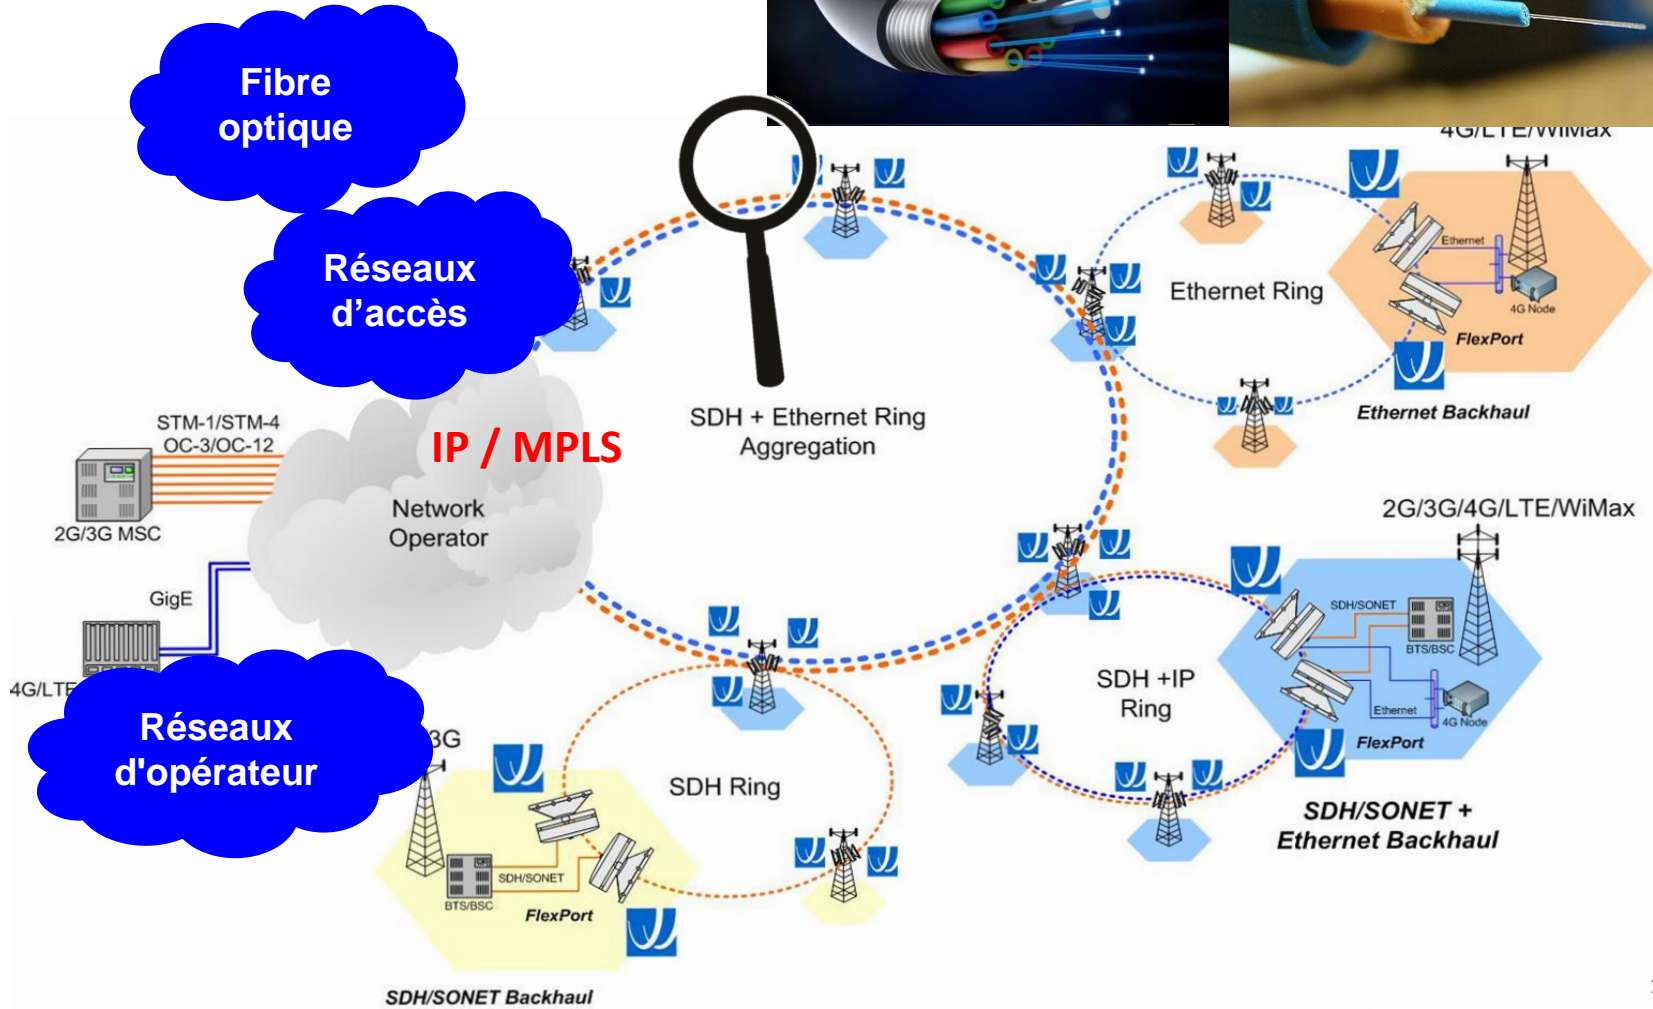 Fibre
optique
Réseaux
d’accès
4G/LTE/WiMax
Ethernet
Ethernet Ring
4G Node
FlexPort
Ethernet Backhaul
SDH + Ethernet Ring
Aggregation
STM-1/STM-4
OC-3/OC-12
IP / MPLS
2G/3G MSC
Network
Operator
GigE
4G/LTE
Réseaux
d'opérateur
2G/3G/4G/LTE/WiMax
SDH/SONET
BTS/BSC
SDH +IP
Ring
Ethernet
4G Node
FlexPort
SDH/SONET +
Ethernet Backhaul
3G
SDH Ring
SDH/SONET
BTS/BSC
FlexPort
SDH/SONET Backhaul